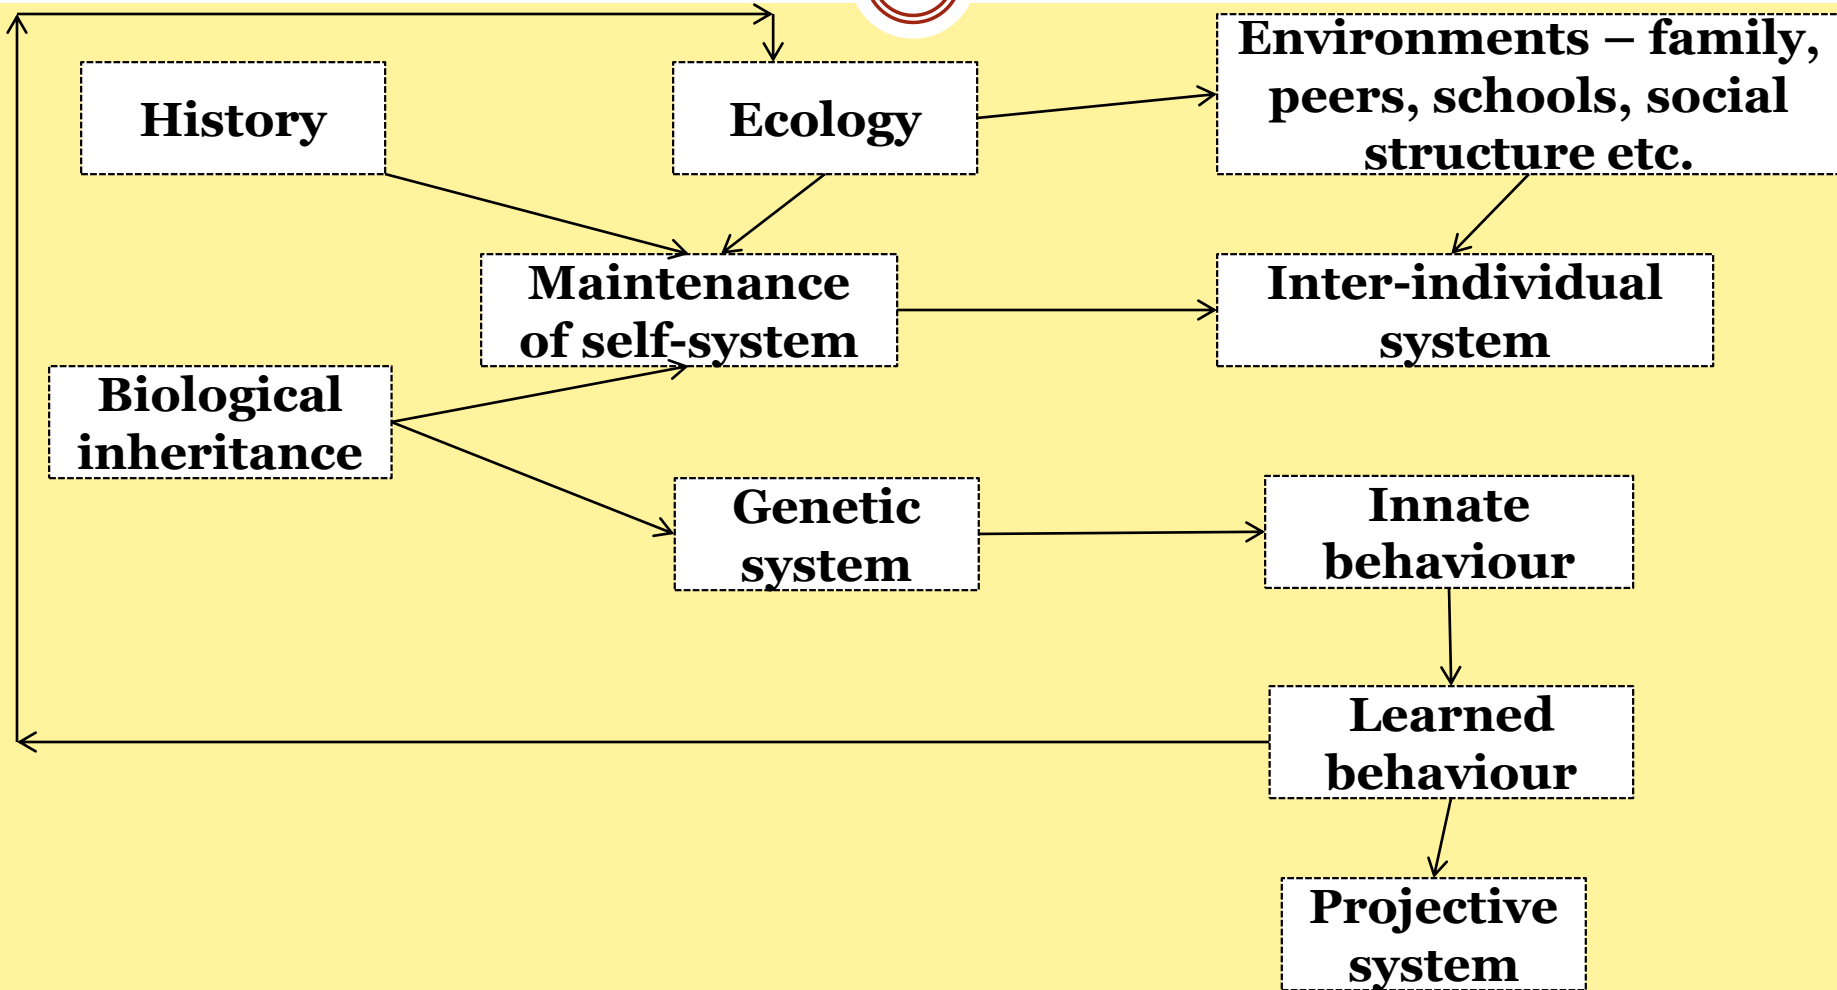 History
Ecology
Environments – family,
peers, schools, social
structure etc.
Maintenance
of self-system
Inter-individual
system
Biological
inheritance
Genetic
system
Innate
behaviour
Learned
behaviour
Projective
system